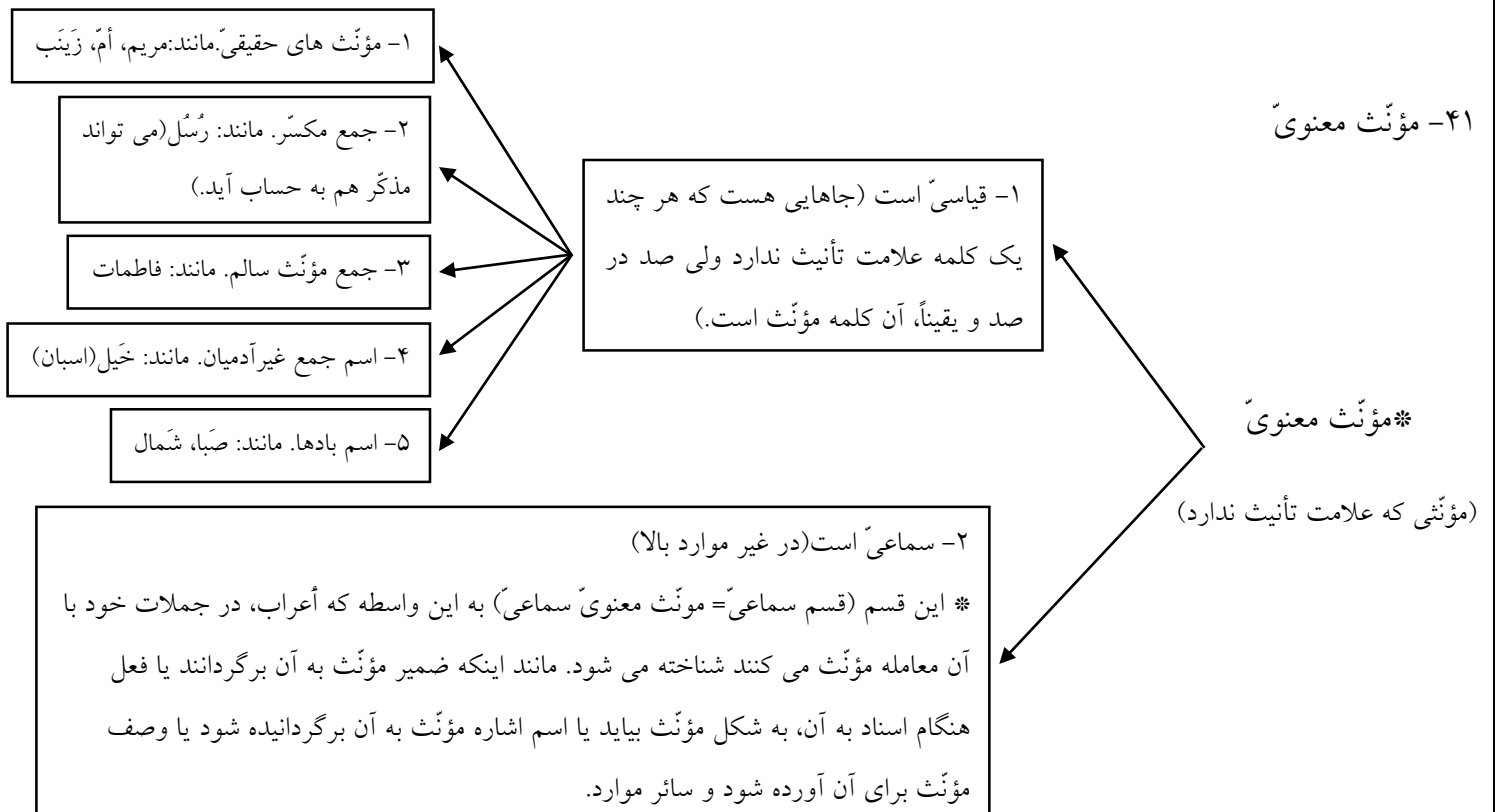 ۴۱- مؤنّث معنویّ
*مؤنّث معنویّ
(مؤنّثی که علامت تأنیث ندارد)
۱- قیاسیّ است (جاهایی هست که هر چند
یک کلمه علامت تأنیث ندارد ولی صد در
صد و یقیناً، آن کلمه مؤنّث است.)
۱- مؤنّث های حقیقیّ.مانند:مریم، أمّ، زَینَب
۲- جمع مکسّر. مانند: رُسُل(می تواند
مذکّر هم به حساب آید.)
۳- جمع مؤنّث سالم. مانند: فاطمات
۴- اسم جمع غیرآدمیان. مانند: خَیل(اسبان)
۵- اسم بادها. مانند: صَبا، شَمال
۲- سماعیّ است(در غیر موارد بالا)
* این قسم (قسم سماعیّ= مونّث معنویّ سماعیّ) به این واسطه که أعراب، در جملات خود با
آن معامله مؤنّث می کنند شناخته می شود. مانند اینکه ضمیر مؤنّث به آن برگردانند یا فعل
هنگام اسناد به آن، به شکل مؤنّث بیاید یا اسم اشاره مؤنّث به آن برگردانیده شود یا وصف
مؤنّث برای آن آورده شود و سائر موارد.